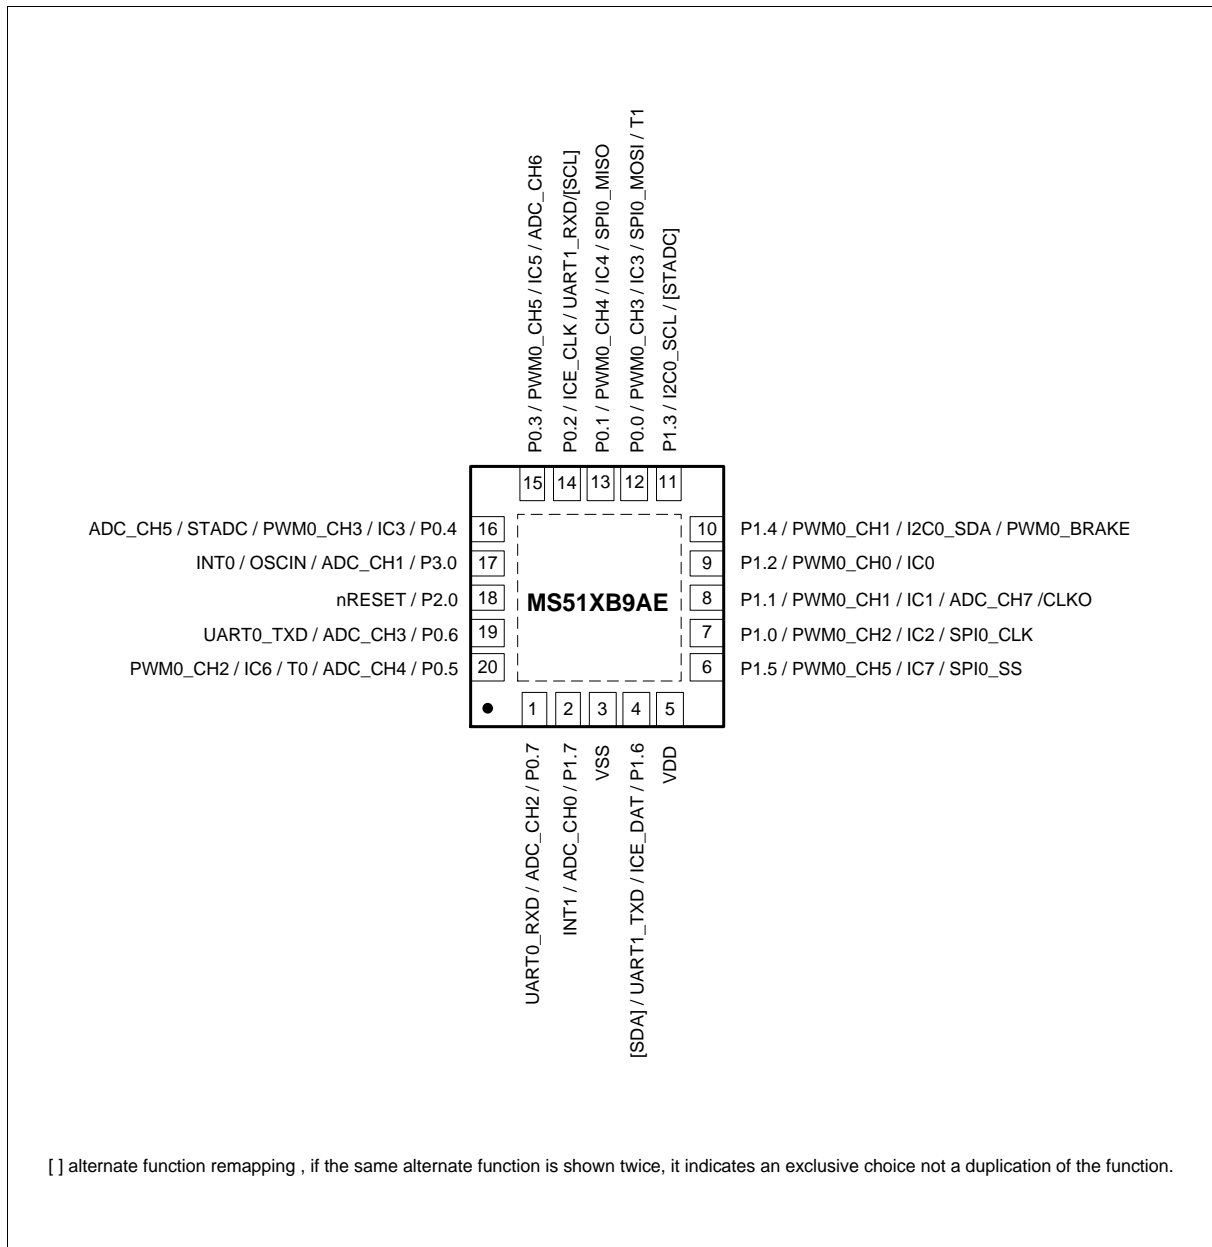 P0.3 / PWM0_CH5 / IC5 / ADC_CH6
P0.2 / ICE_CLK / UART1_RXD/[SCL]
P0.1 / PWM0_CH4 / IC4 / SPI0_MISO
P0.0 / PWM0_CH3 / IC3 / SPI0_MOSI / T1
P1.3 / I2C0_SCL / [STADC]
15 14 13 12 11
ADC_CH5 / STADC / PWM0_CH3 / IC3 / P0.4 16
INT0 / OSCIN / ADC_CH1 / P3.0 17
nRESET / P2.0 18
UART0_TXD / ADC_CH3 / P0.6 19
PWM0_CH2 / IC6 / T0 / ADC_CH4 / P0.5 20
MS51XB9AE
10 P1.4 / PWM0_CH1 / I2C0_SDA / PWM0_BRAKE
9 P1.2 / PWM0_CH0 / IC0
8 P1.1 / PWM0_CH1 / IC1 / ADC_CH7 /CLKO
7 P1.0 / PWM0_CH2 / IC2 / SPI0_CLK
6 P1.5 / PWM0_CH5 / IC7 / SPI0_SS
1 2 3 4 5
UART0_RXD / ADC_CH2 / P0.7
INT1 / ADC_CH0 / P1.7
VSS
[SDA] / UART1_TXD / ICE_DAT / P1.6
VDD
[ ] alternate function remapping , if the same alternate function is shown twice, it indicates an exclusive choice not a duplication of the function.